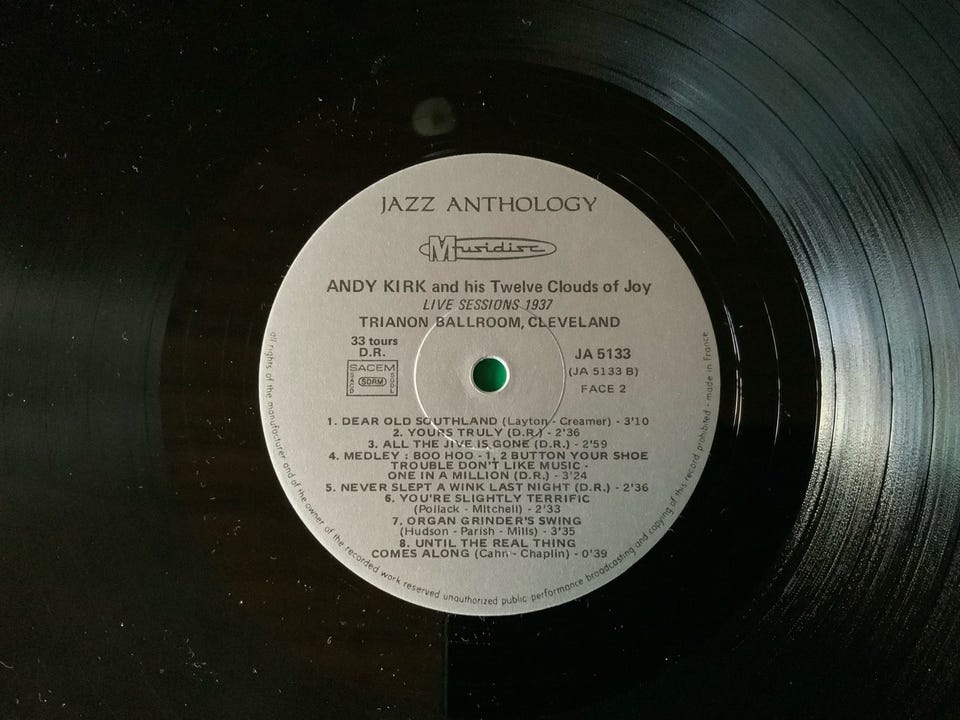 JAZZ ANTHOLOGY
Musidisc
ANDY KIRK and his Twelve Clouds of Joy
LIVE SESSIONS 1937
TRIANON BALLROOM, CLEVELAND
33 tours
D.R.
SACEM
SACD SDRM SGDL
JA 5133
(JA 5133 B)
FACE 2
1. DEAR OLD SOUTHLAND (Layton - Creamer) - 3'10
2. YOURS TRULY (D.R.) - 2'36
3. ALL THE JIVE IS GONE (D.R.) - 2'59
4. MEDLEY : BOO HOO - 1, 2 BUTTON YOUR SHOE
TROUBLE DON'T LIKE MUSIC -
ONE IN A MILLION (D.R.) - 3'24
5. NEVER SLEPT A WINK LAST NIGHT (D.R.) - 2'36
6. YOU'RE SLIGHTLY TERRIFIC
(Pollack - Mitchell) - 2'33
7. ORGAN GRINDER'S SWING
(Hudson - Parish - Mills) - 3'35
8. UNTIL THE REAL THING
COMES ALONG (Cahn - Chaplin) - 0'39
all rights of the manufacturer and of the owner of the recorded work reserved unauthorized public performance broadcasting and copying of this record prohibited - made in France